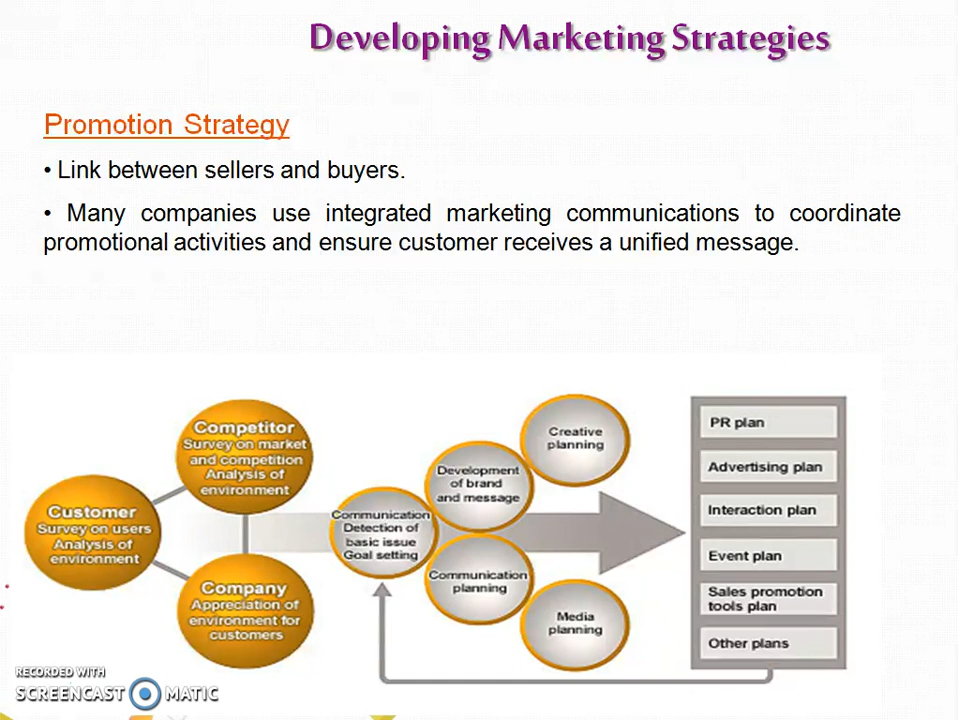 Developing Marketing Strategies
Promotion Strategy
• Link between sellers and buyers.
• Many companies use integrated marketing communications to coordinate
promotional activities and ensure customer receives a unified message.
Competitor
Survey on market
and competition
Analysis of
environment
Customer
Survey on users
Analysis of
environment
Company
Appreciation of
environment for
customers
Communication
Detection of
basic issue
Goal setting
Development
of brand
and message
Creative
planning
Communication
planning
Media
planning
PR plan
Advertising plan
Interaction plan
Event plan
Sales promotion
tools plan
Other plans
RECORDED WITH
SCREENCAST MATIC